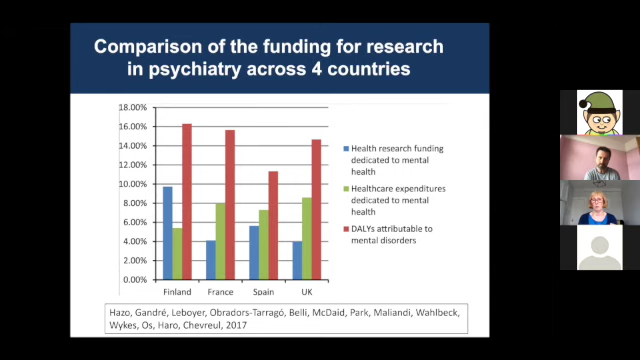 Comparison of the funding for research
in psychiatry across 4 countries
18.00%
16.00%
14.00%
12.00%
10.00%
8.00%
6.00%
4.00%
2.00%
0.00%
Finland France Spain UK
Health research funding
dedicated to mental
health
Healthcare expenditures
dedicated to mental
health
DALYs attributable to
mental disorders
Hazo, Gandré, Leboyer, Obradors-Tarragó, Belli, McDaid, Park, Maliandi, Wahlbeck,
Wykes, Os, Haro, Chevreul, 2017